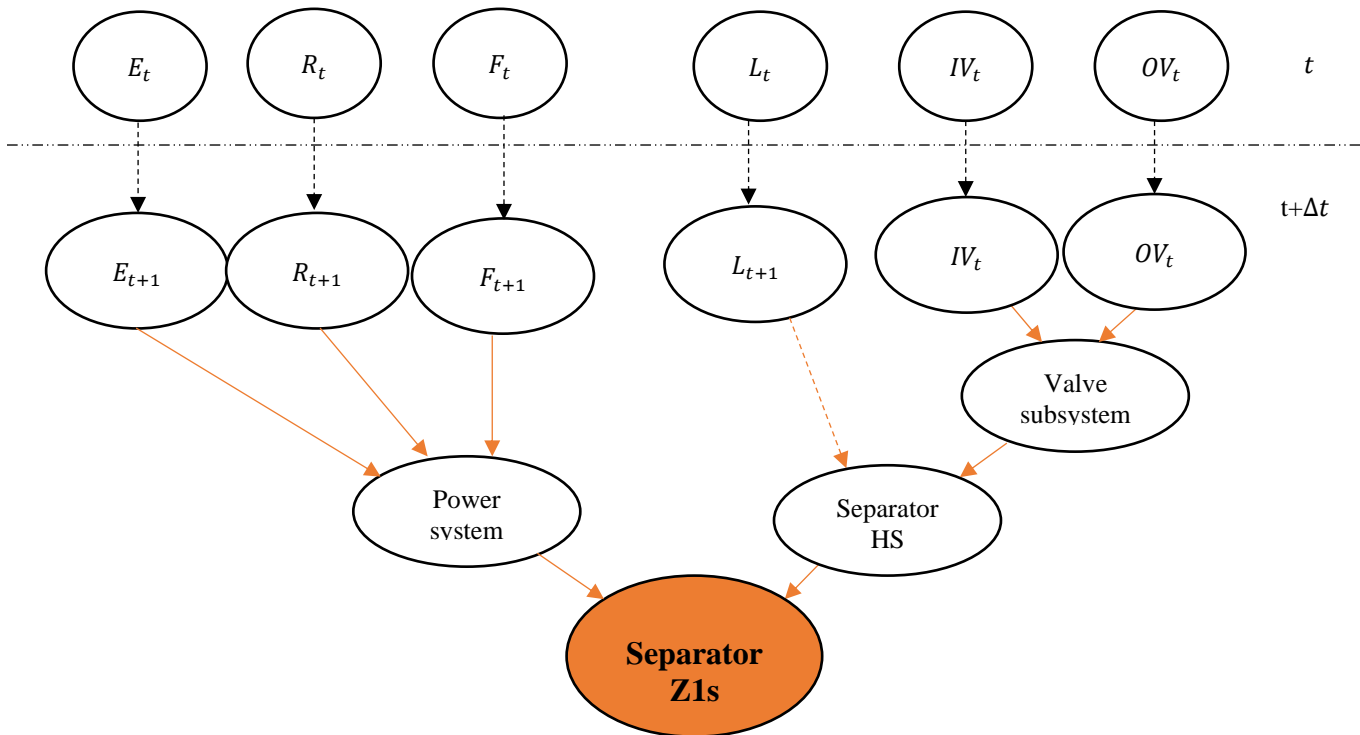 E_t R_t F_t L_t IV_t OV_t t
t+Δt
E_{t+1} R_{t+1} F_{t+1} L_{t+1} IV_t OV_t
Valve
subsystem
Power
system
Separator
HS
Separator
Z1s